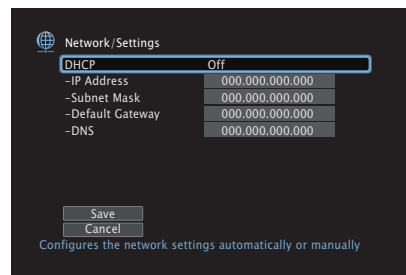 Network/Settings
DHCP Off
–IP Address 000.000.000.000
–Subnet Mask 000.000.000.000
–Default Gateway 000.000.000.000
–DNS 000.000.000.000
Save
Cancel
Configures the network settings automatically or manually